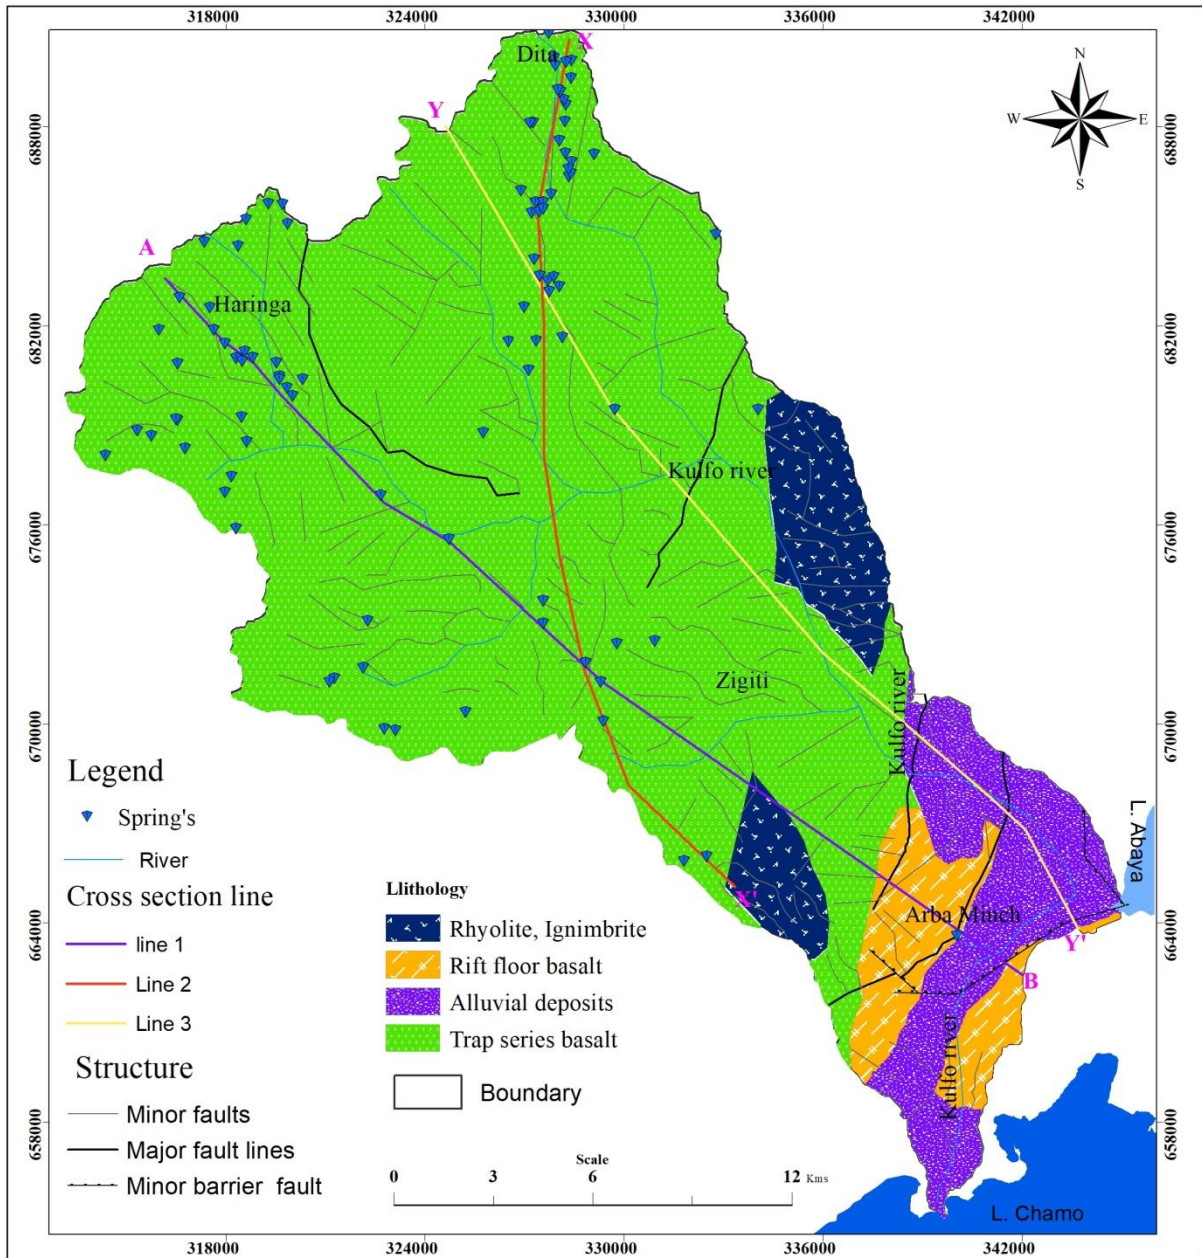 318000
324000
330000
336000
342000
Dita
X
N
W
E
S
Y
688000
688000
A
Haringa
682000
682000
Kulfo river
676000
676000
Zigiti
Kulfo river
670000
670000
L. Abaya
Legend
Spring's
River
Cross section line
line 1
Line 2
Line 3
Structure
Minor faults
Major fault lines
Minor barrier fault
Llithology
Rhyolite, Ignimbrite
Rift floor basalt
Alluvial deposits
Trap series basalt
Boundary
X'
Arba Minch
664000
664000
Y'
B
Kulfo river
658000
658000
Scale
0
3
6
12
Kms
L. Chamo
318000
324000
330000
336000
342000